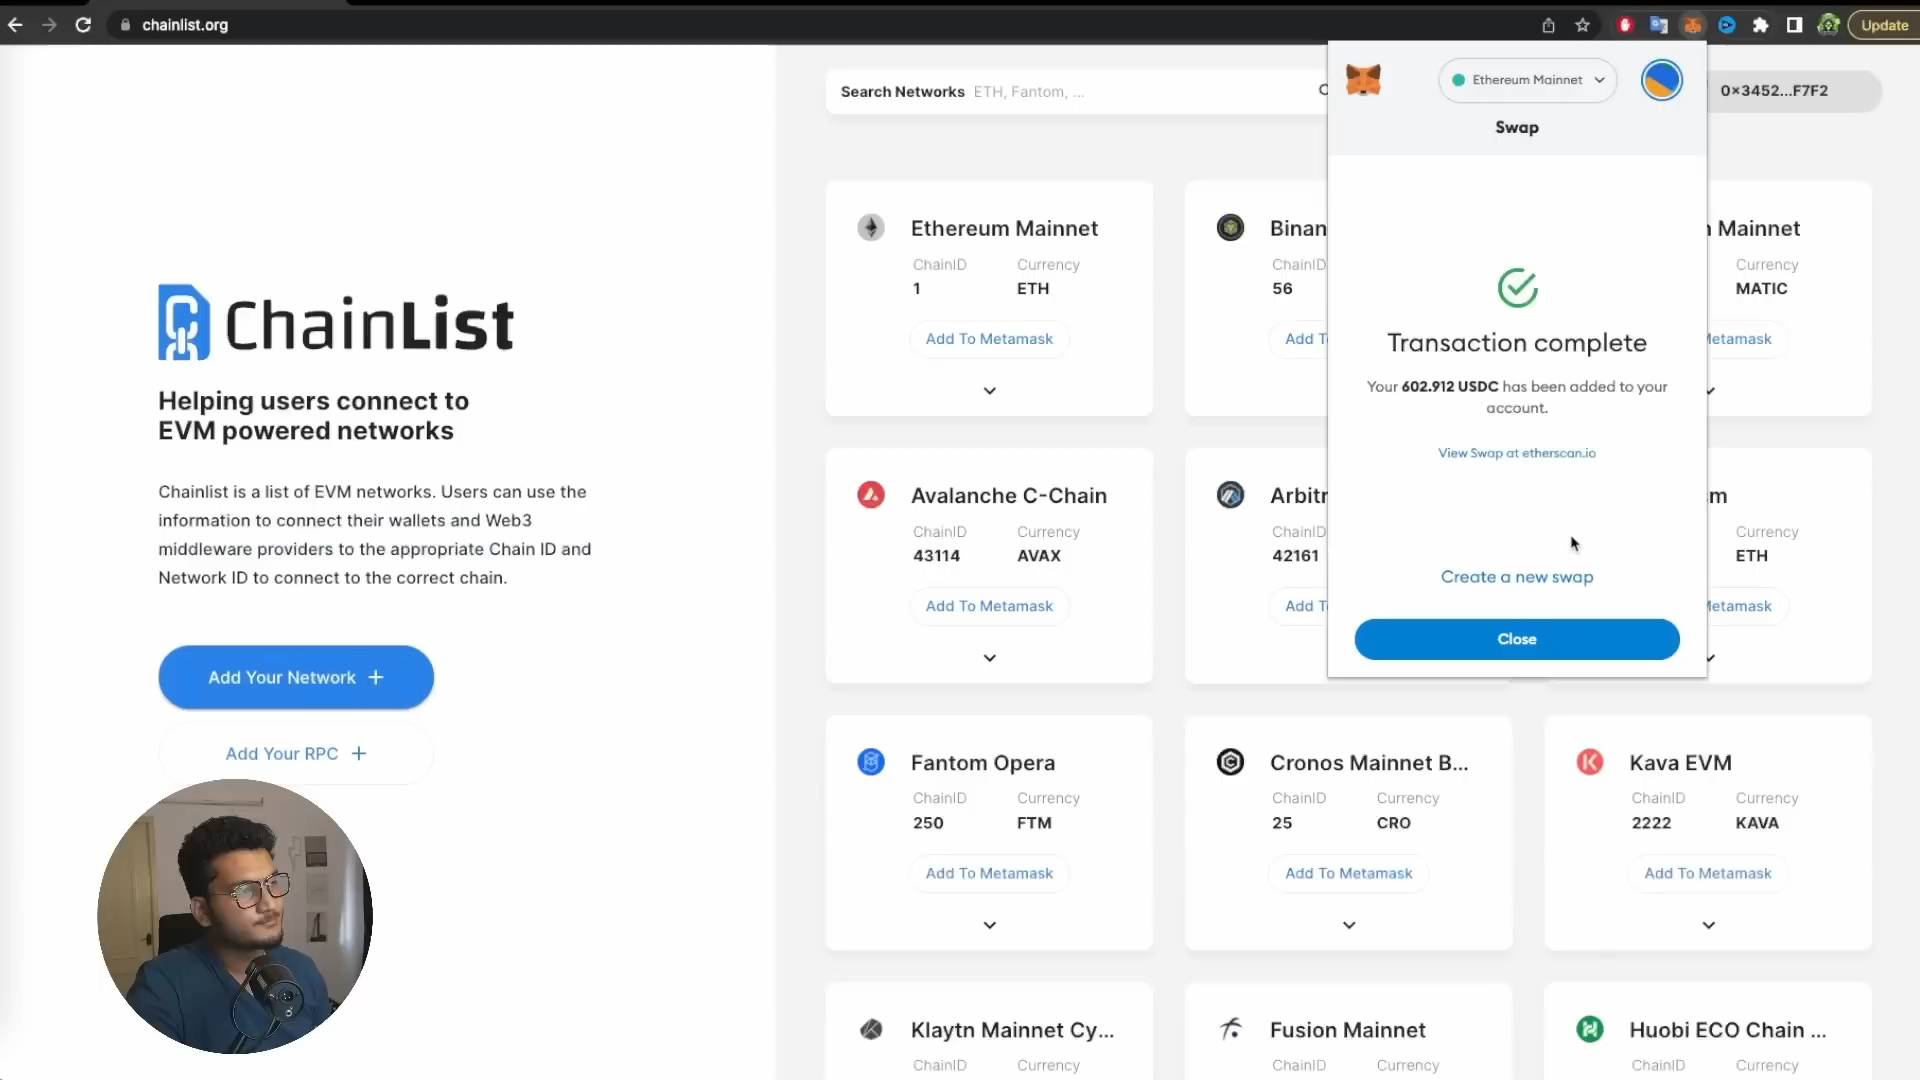 chainlist.org
Update
ChainList
Helping users connect to
EVM powered networks
Chainlist is a list of EVM networks. Users can use the
information to connect their wallets and Web3
middleware providers to the appropriate Chain ID and
Network ID to connect to the correct chain.
Add Your Network +
Add Your RPC +
Search Networks ETH, Fantom, ...
0×3452...F7F2
Ethereum Mainnet
ChainID Currency
1 ETH
Add To Metamask
Binan
ChainID
56
Add T
n Mainnet
Currency
MATIC
Metamask
Avalanche C-Chain
ChainID Currency
43114 AVAX
Add To Metamask
Arbitr
ChainID
42161
Add T
sm
Currency
ETH
Metamask
Fantom Opera
ChainID Currency
250 FTM
Add To Metamask
Cronos Mainnet B...
ChainID Currency
25 CRO
Add To Metamask
Kava EVM
ChainID Currency
2222 KAVA
Add To Metamask
Klaytn Mainnet Cy...
ChainID Currency
Fusion Mainnet
ChainID Currency
Huobi ECO Chain ...
ChainID Currency
Ethereum Mainnet
Swap
Transaction complete
Your 602.912 USDC has been added to your
account.
View Swap at etherscan.io
Create a new swap
Close